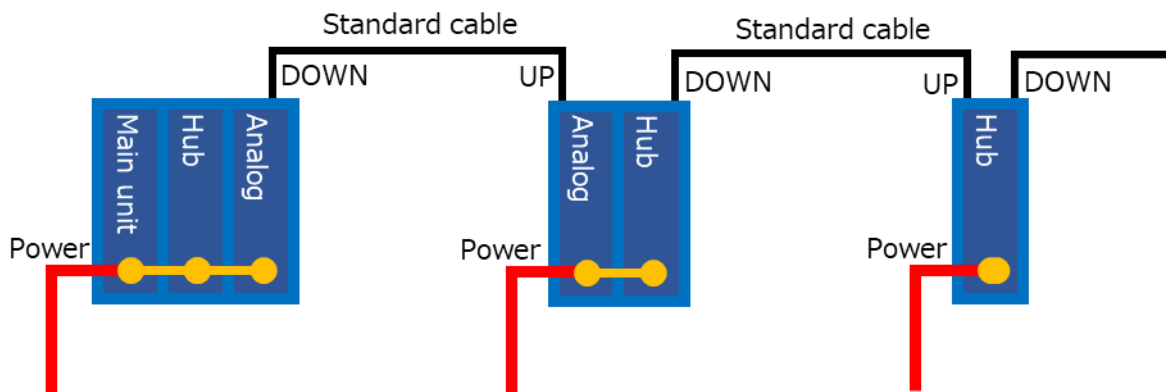 Standard cable
Standard cable
DOWN
UP
DOWN
UP
DOWN
Main unit
Hub
Analog
Analog
Hub
Hub
Power
Power
Power